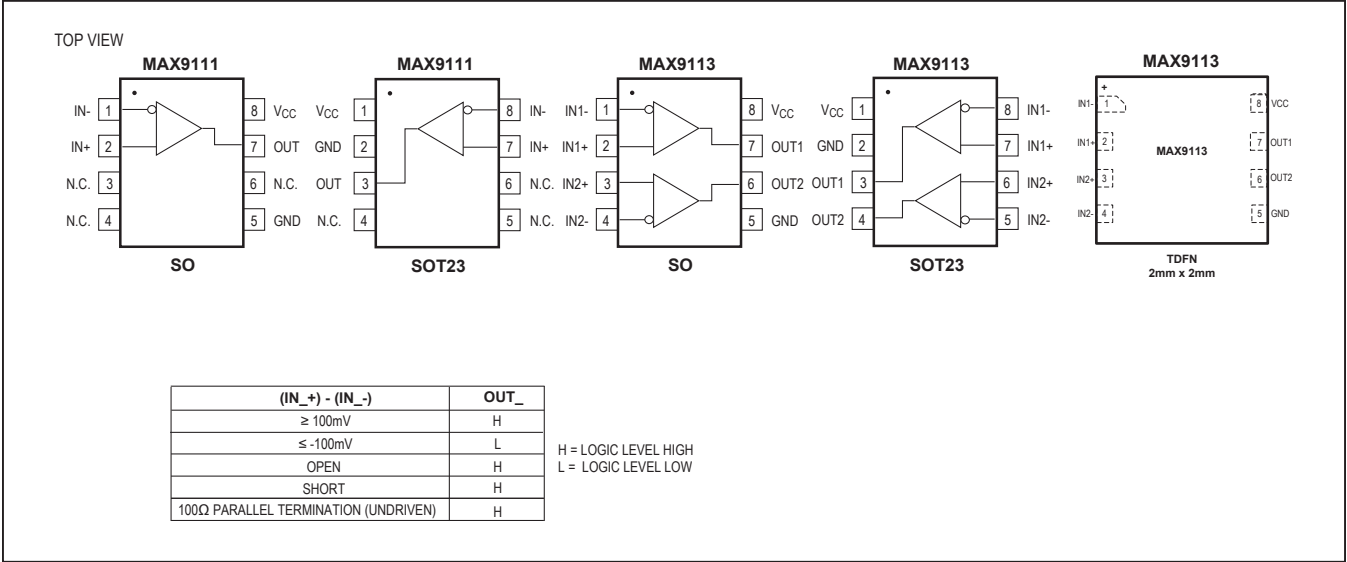 TOP VIEW
MAX9111
IN- 1 8 VCC
IN+ 2 7 OUT
N.C. 3 6 N.C.
N.C. 4 5 GND
SO
MAX9111
VCC 1 8 IN-
GND 2 7 IN+
OUT 3 6 N.C.
N.C. 4 5 N.C.
SOT23
MAX9113
IN1- 1 8 VCC
IN1+ 2 7 OUT1
IN2+ 3 6 OUT2
IN2- 4 5 GND
SO
MAX9113
VCC 1 8 IN1-
GND 2 7 IN1+
OUT1 3 6 IN2+
OUT2 4 5 IN2-
SOT23
MAX9113
+
IN1- 1 8 VCC
IN1+ 2 7 OUT1
MAX9113
IN2+ 3 6 OUT2
IN2- 4 5 GND
TDFN
2mm x 2mm
(IN_+) - (IN_-) OUT_
≥ 100mV H
≤ -100mV L
OPEN H
SHORT H
100Ω PARALLEL TERMINATION (UNDRIVEN) H
H = LOGIC LEVEL HIGH
L = LOGIC LEVEL LOW